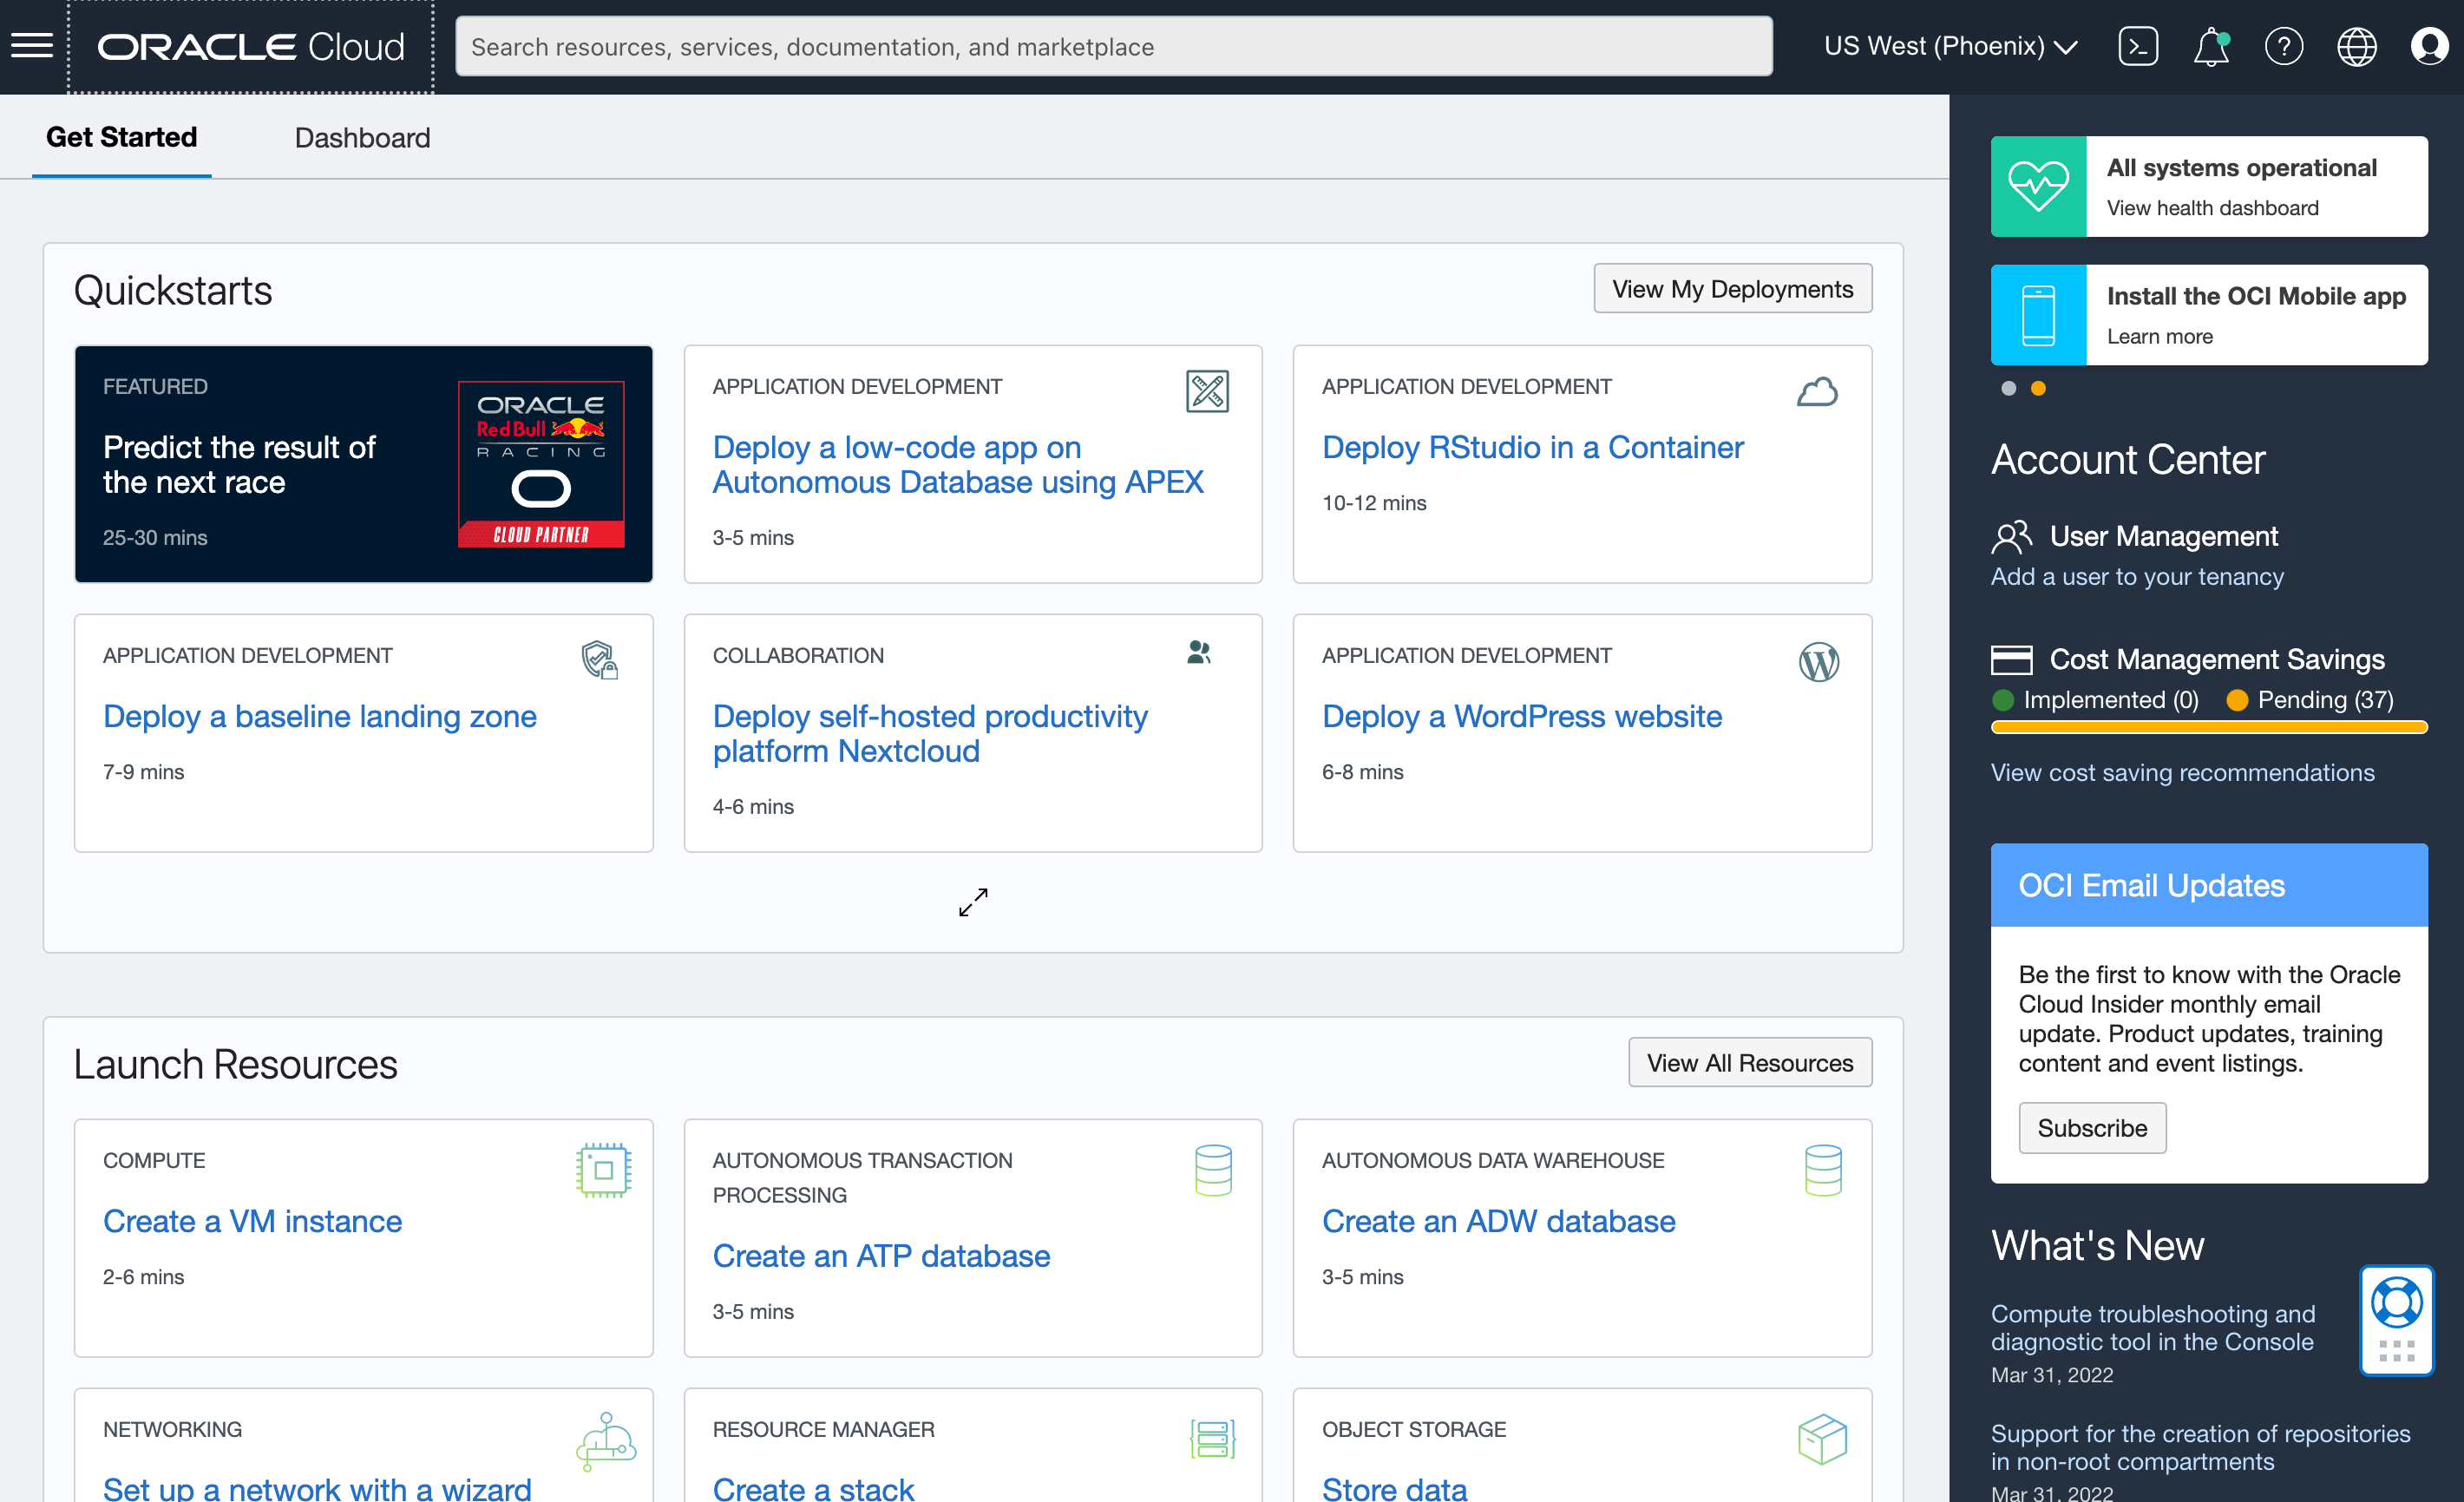 ORACLE Cloud
Search resources, services, documentation, and marketplace
US West (Phoenix)
Get Started
Dashboard
Quickstarts
View My Deployments
FEATURED
Predict the result of
the next race
25-30 mins
ORACLE
Red Bull
RACING
CLOUD PARTNER
APPLICATION DEVELOPMENT
Deploy a low-code app on
Autonomous Database using APEX
3-5 mins
APPLICATION DEVELOPMENT
Deploy RStudio in a Container
10-12 mins
APPLICATION DEVELOPMENT
Deploy a baseline landing zone
7-9 mins
COLLABORATION
Deploy self-hosted productivity
platform Nextcloud
4-6 mins
APPLICATION DEVELOPMENT
Deploy a WordPress website
6-8 mins
Launch Resources
View All Resources
COMPUTE
Create a VM instance
2-6 mins
AUTONOMOUS TRANSACTION
PROCESSING
Create an ATP database
3-5 mins
AUTONOMOUS DATA WAREHOUSE
Create an ADW database
3-5 mins
NETWORKING
Set up a network with a wizard
RESOURCE MANAGER
Create a stack
OBJECT STORAGE
Store data
All systems operational
View health dashboard
Install the OCI Mobile app
Learn more
Account Center
User Management
Add a user to your tenancy
Cost Management Savings
Implemented (0) Pending (37)
View cost saving recommendations
OCI Email Updates
Be the first to know with the Oracle
Cloud Insider monthly email
update. Product updates, training
content and event listings.
Subscribe
What's New
Compute troubleshooting and
diagnostic tool in the Console
Mar 31, 2022
Support for the creation of repositories
in non-root compartments
Mar 31, 2022